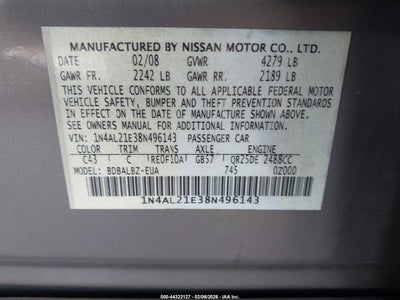 MANUFACTURED BY NISSAN MOTOR CO., LTD.
DATE 02/08 GVWR 4279 LB
GAWR FR. 2242 LB GAWR RR. 2189 LB
THIS VEHICLE CONFORMS TO ALL APPLICABLE FEDERAL MOTOR
VEHICLE SAFETY, BUMPER AND THEFT PREVENTION STANDARDS
IN EFFECT ON THE DATE OF MANUFACTURE SHOWN ABOVE.
SEE OWNERS MANUAL FOR ADDITIONAL INFORMATION
VIN: 1N4AL21E38N496143 PASSENGER CAR
COLOR TRIM TRANS AXLE ENGINE
C43 C RE0F10A GB57 QR25DE 2488CC
MODEL: BDBALBZ-EUA 745 0Z000
1N4AL21E38N496143
ID: 000-44322127 - 02/06/2026 - IAA Inc.